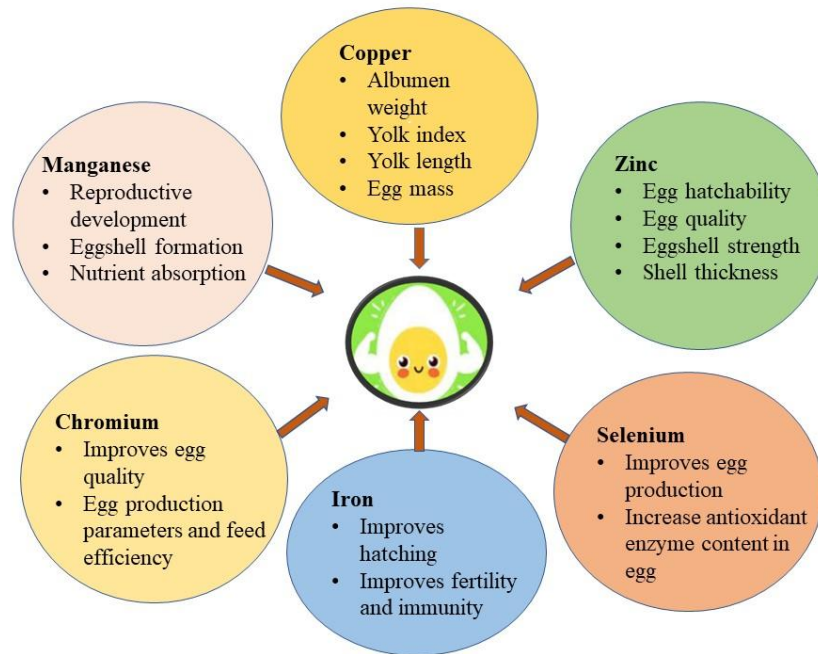 Copper
• Albumen
weight
• Yolk index
• Yolk length
• Egg mass
Manganese
• Reproductive
development
• Eggshell formation
• Nutrient absorption
Zinc
• Egg hatchability
• Egg quality
• Eggshell strength
• Shell thickness
Chromium
• Improves egg
quality
• Egg production
parameters and feed
efficiency
Iron
• Improves
hatching
• Improves fertility
and immunity
Selenium
• Improves egg
production
• Increase antioxidant
enzyme content in
egg